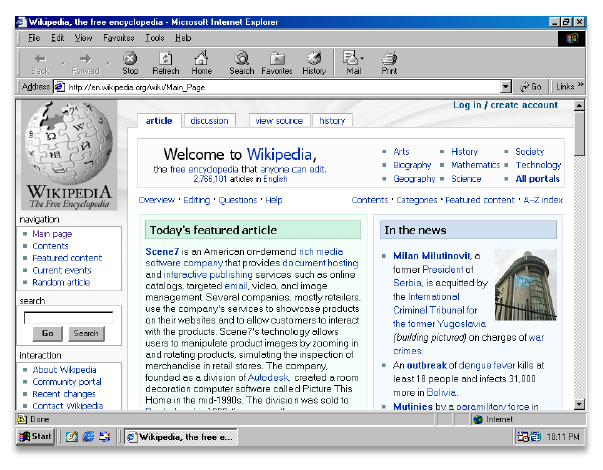 Wikipedia, the free encyclopedia - Microsoft Internet Explorer
File Edit View Favorites Tools Help
Back Forward Stop Refresh Home Search Favorites History Mail Print
Address http://en.wikipedia.org/wiki/Main_Page Go Links »
Log in / create account
article discussion view source history
WIKIPEDIA
The Free Encyclopedia
navigation
Main page
Contents
Featured content
Current events
Random article
search
Go Search
interaction
About Wikipedia
Community portal
Recent changes
Contact Wikipedia
Welcome to Wikipedia,
the free encyclopedia that anyone can edit.
2,766,101 articles in English
Arts
Biography
Geography
History
Mathematics
Science
Society
Technology
All portals
Overview · Editing · Questions · Help
Contents · Categories · Featured content · A–Z index
Today's featured article
Scene7 is an American on-demand rich media
software company that provides document hosting
and interactive publishing services such as online
catalogs, targeted email, video, and image
management. Several companies, mostly retailers,
use the company's services to showcase products
on their websites and to allow customers to interact
with the products. Scene7's technology allows
users to manipulate product images by zooming in
and rotating products, simulating the inspection of
merchandise in retail stores. The company,
founded as a division of Autodesk, created a room
decoration computer software called Picture This
Home in the mid-1990s. The division was sold to
In the news
Milan Milutinović, a
former President of
Serbia, is acquitted by
the International
Criminal Tribunal for
the former Yugoslavia
(building pictured) on charges of war
crimes.
An outbreak of dengue fever kills at
least 18 people and infects 31,000
more in Bolivia.
Mutinies by a paramilitary force in
Done Internet
Start Wikipedia, the free e... 10:11 PM